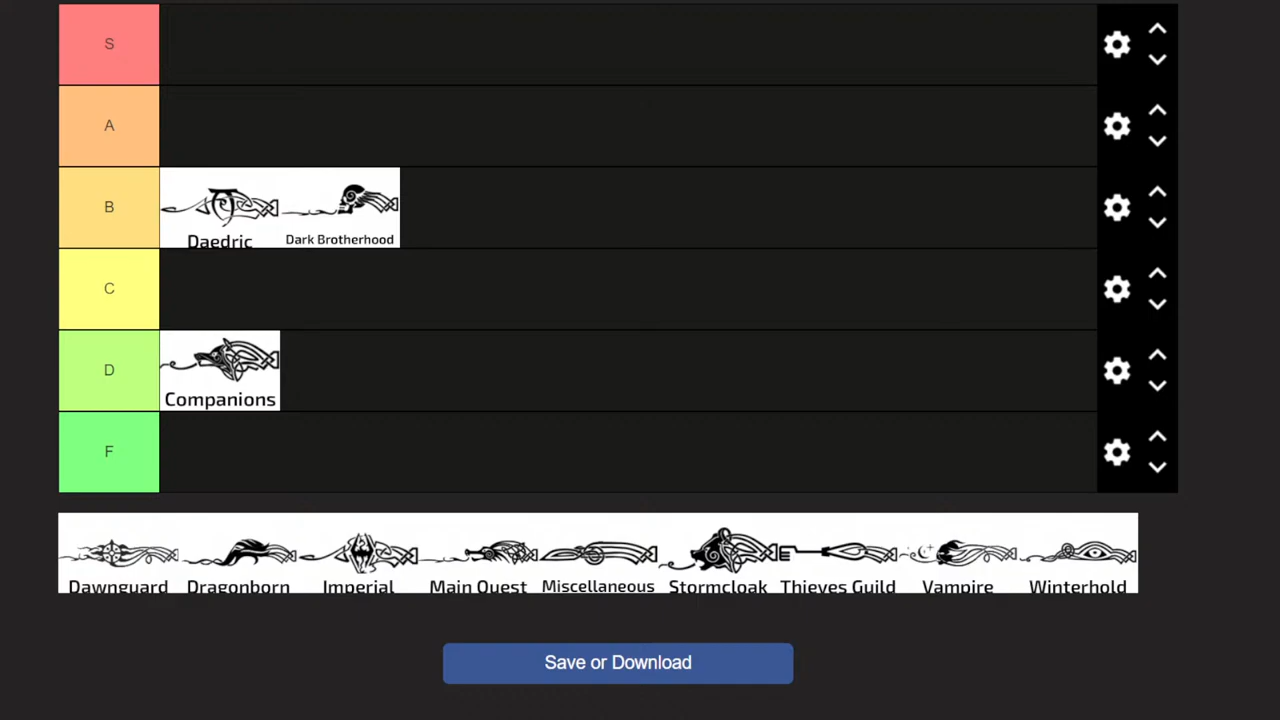 S
A
B
Daedric Dark Brotherhood
C
D
Companions
F
Dawnguard Dragonborn Imperial Main Quest Miscellaneous Stormcloak Thieves Guild Vampire Winterhold
Save or Download